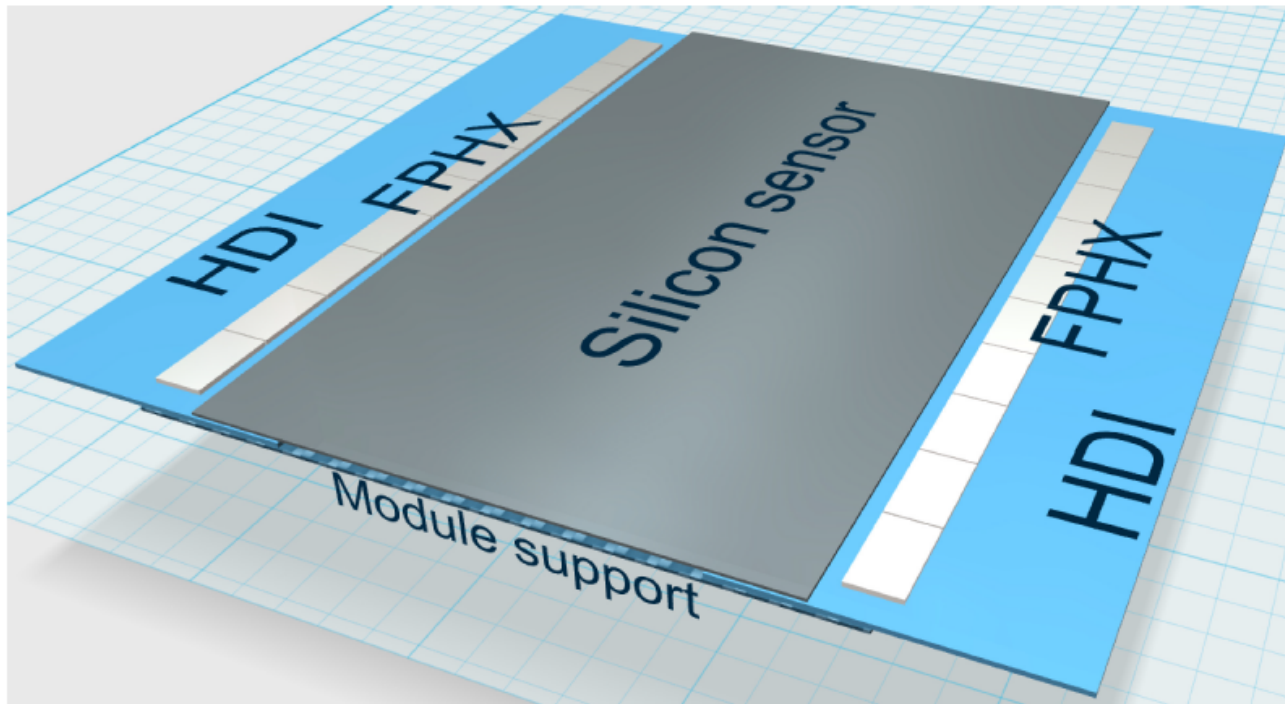 HDI
FPHX
Silicon sensor
FPHX
HDI
Module support